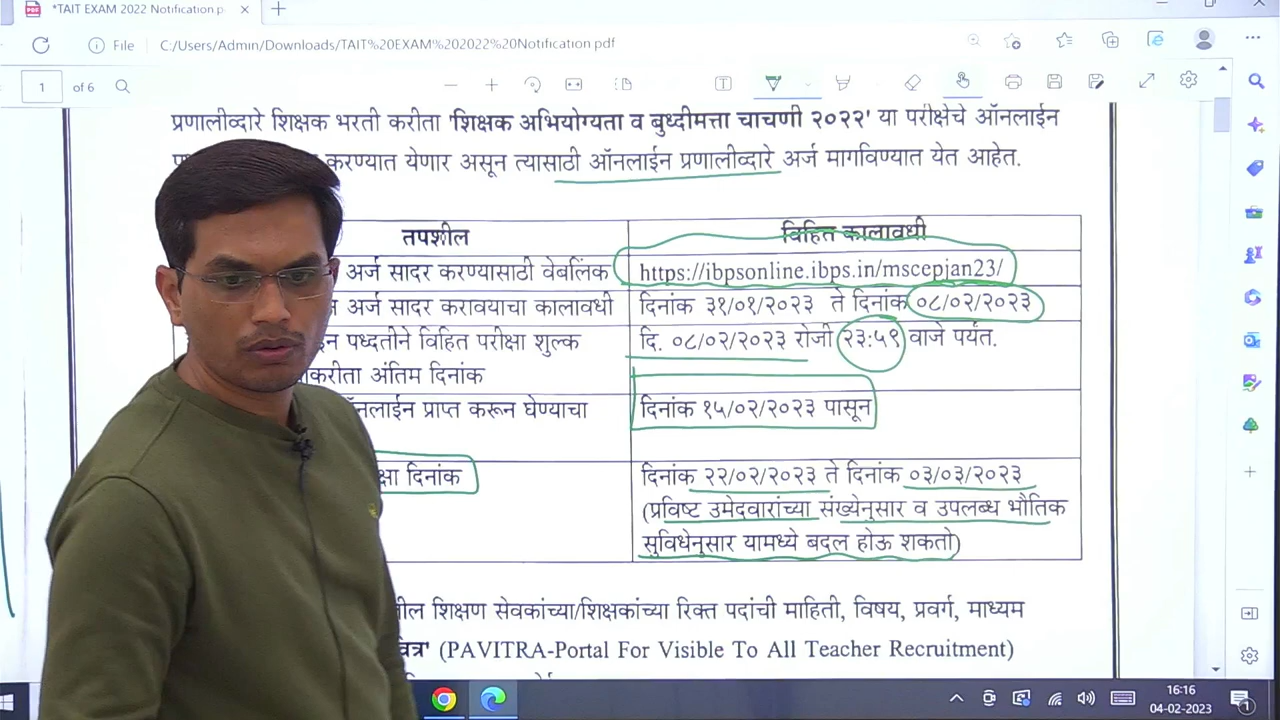 *TAIT EXAM 2022 Notification.p
File C:/Users/Admin/Downloads/TAIT%20EXAM%202022%20Notification.pdf
1 of 6
प्रणालीव्दारे शिक्षक भरती करीता 'शिक्षक अभियोग्यता व बुध्दीमत्ता चाचणी २०२२' या परीक्षेचे ऑनलाईन
करण्यात येणार असून त्यासाठी ऑनलाईन प्रणालीव्दारे अर्ज मागविण्यात येत आहेत.
तपशील विहित कालावधी
अर्ज सादर करण्यासाठी वेबलिंक https://ibpsonline.ibps.in/mscepjan23/
अर्ज सादर करावयाचा कालावधी दिनांक ३१/०१/२०२३ ते दिनांक ०८/०२/२०२३
पध्दतीने विहित परीक्षा शुल्क दि. ०८/०२/२०२३ रोजी २३:५९ वाजे पर्यंत.
अंतिम दिनांक
प्राप्त करून घेण्याचा दिनांक १५/०२/२०२३ पासून
दिनांक दिनांक २२/०२/२०२३ ते दिनांक ०३/०३/२०२३
(प्रविष्ट उमेदवारांच्या संख्येनुसार व उपलब्ध भौतिक
सुविधेनुसार यामध्ये बदल होऊ शकतो)
शिक्षण सेवकांच्या/शिक्षकांच्या रिक्त पदांची माहिती, विषय, प्रवर्ग, माध्यम
(PAVITRA-Portal For Visible To All Teacher Recruitment)
16:16
04-02-2023